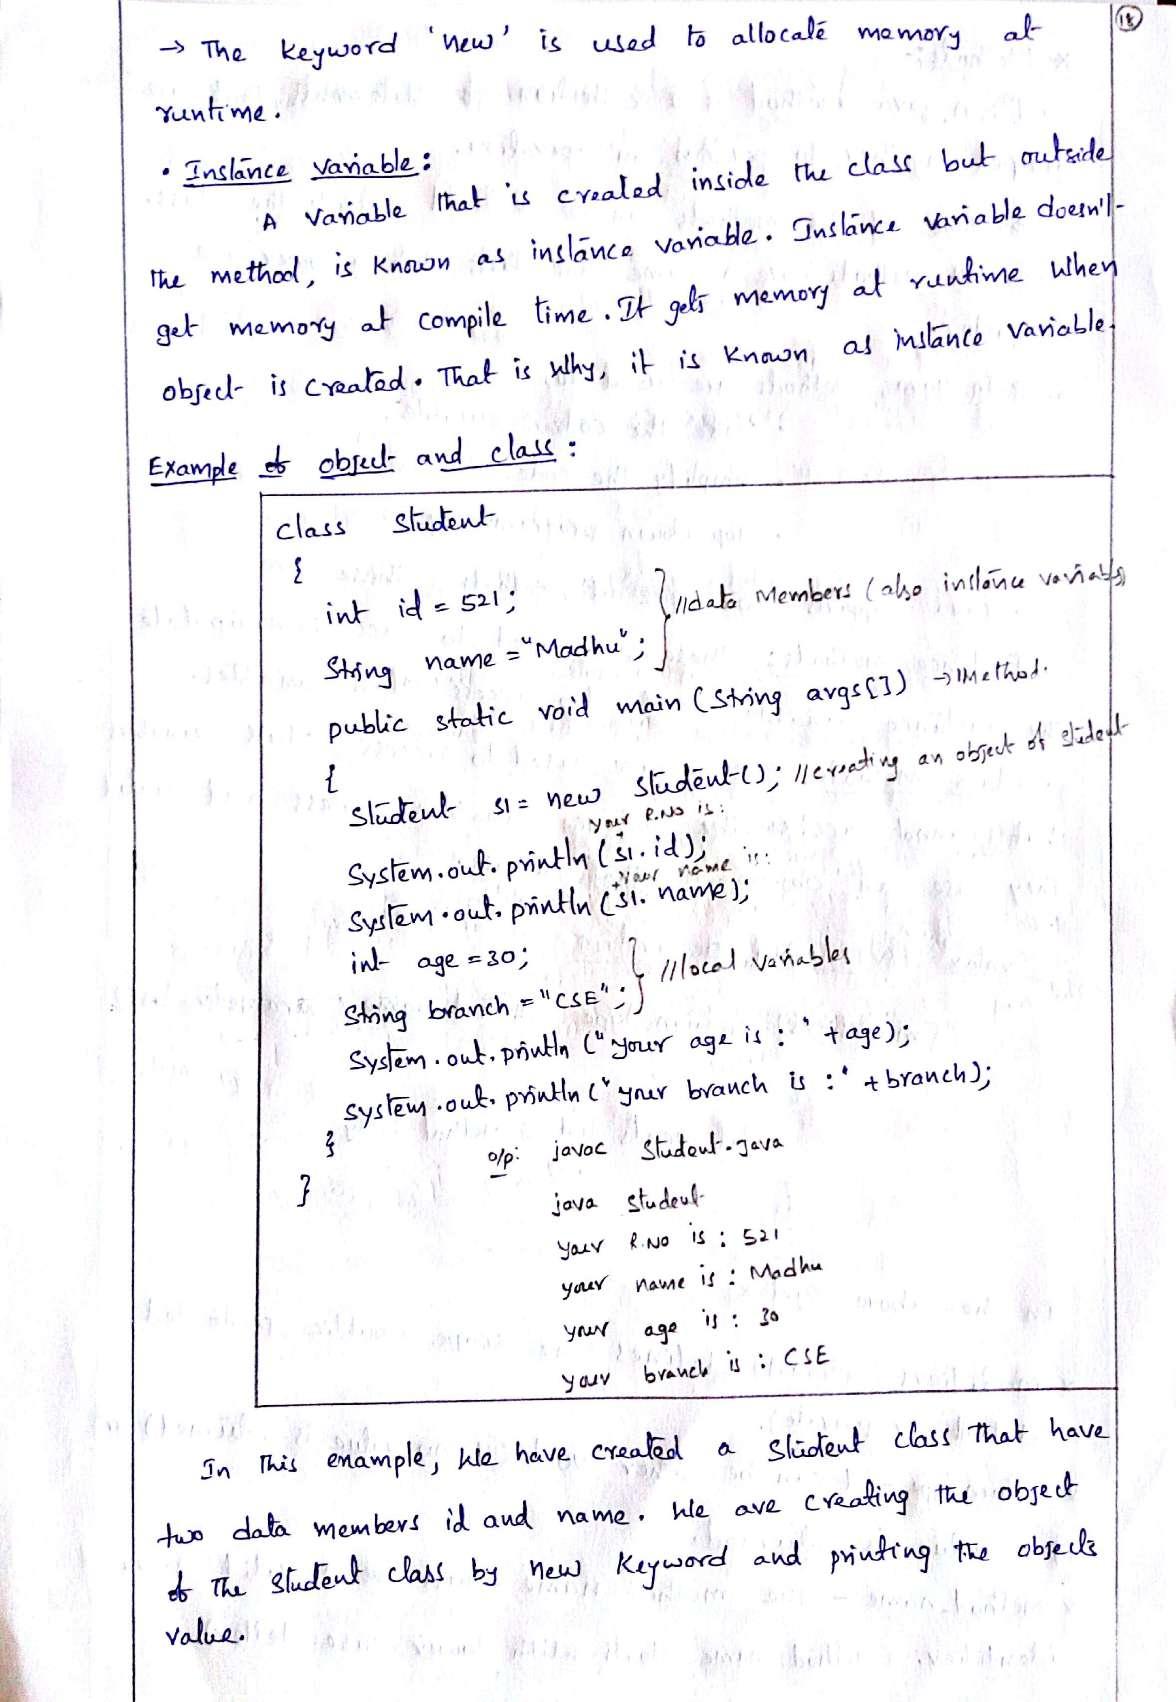 18
→ The keyword 'new' is used to allocate memory at
runtime.
• Instance variable:
A variable that is created inside the class but outside
the method, is known as instance variable. Instance variable doesn't
get memory at compile time. It gets memory at runtime when
object is created. That is why, it is known as instance variable.
Example of object and class:
class Student
{
int id = 521;
String name = "Madhu"; } //data Members (also instance variables)
public static void main (String args[]) → Method.
{
Student s1 = new Student(); //creating an object of student
your R.No is:
System.out.println (+s1.id);
your name is:
System.out.println (+s1.name);
int age = 30;
String branch = "CSE"; } //local variables
System.out.println ("your age is : " + age);
System.out.println ("your branch is : " + branch);
}
o/p: javac Student.java
}
java Student
your R.No is : 521
your name is : Madhu
your age is : 30
your branch is : CSE
In this example, We have created a Student class that have
two data members id and name. We are creating the object
of the Student class by new keyword and printing the objects
value.